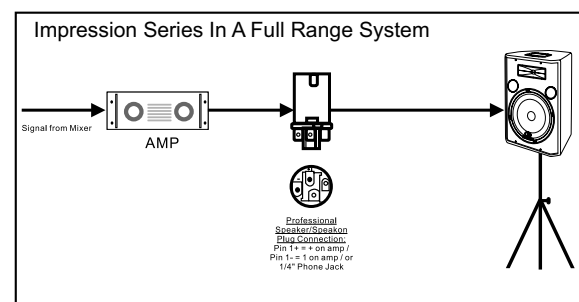 Impression Series In A Full Range System
Signal from Mixer
AMP
Professional
Speaker/Speakon
Plug Connection:
Pin 1+ = + on amp /
Pin 1- = 1 on amp / or
1/4" Phone Jack